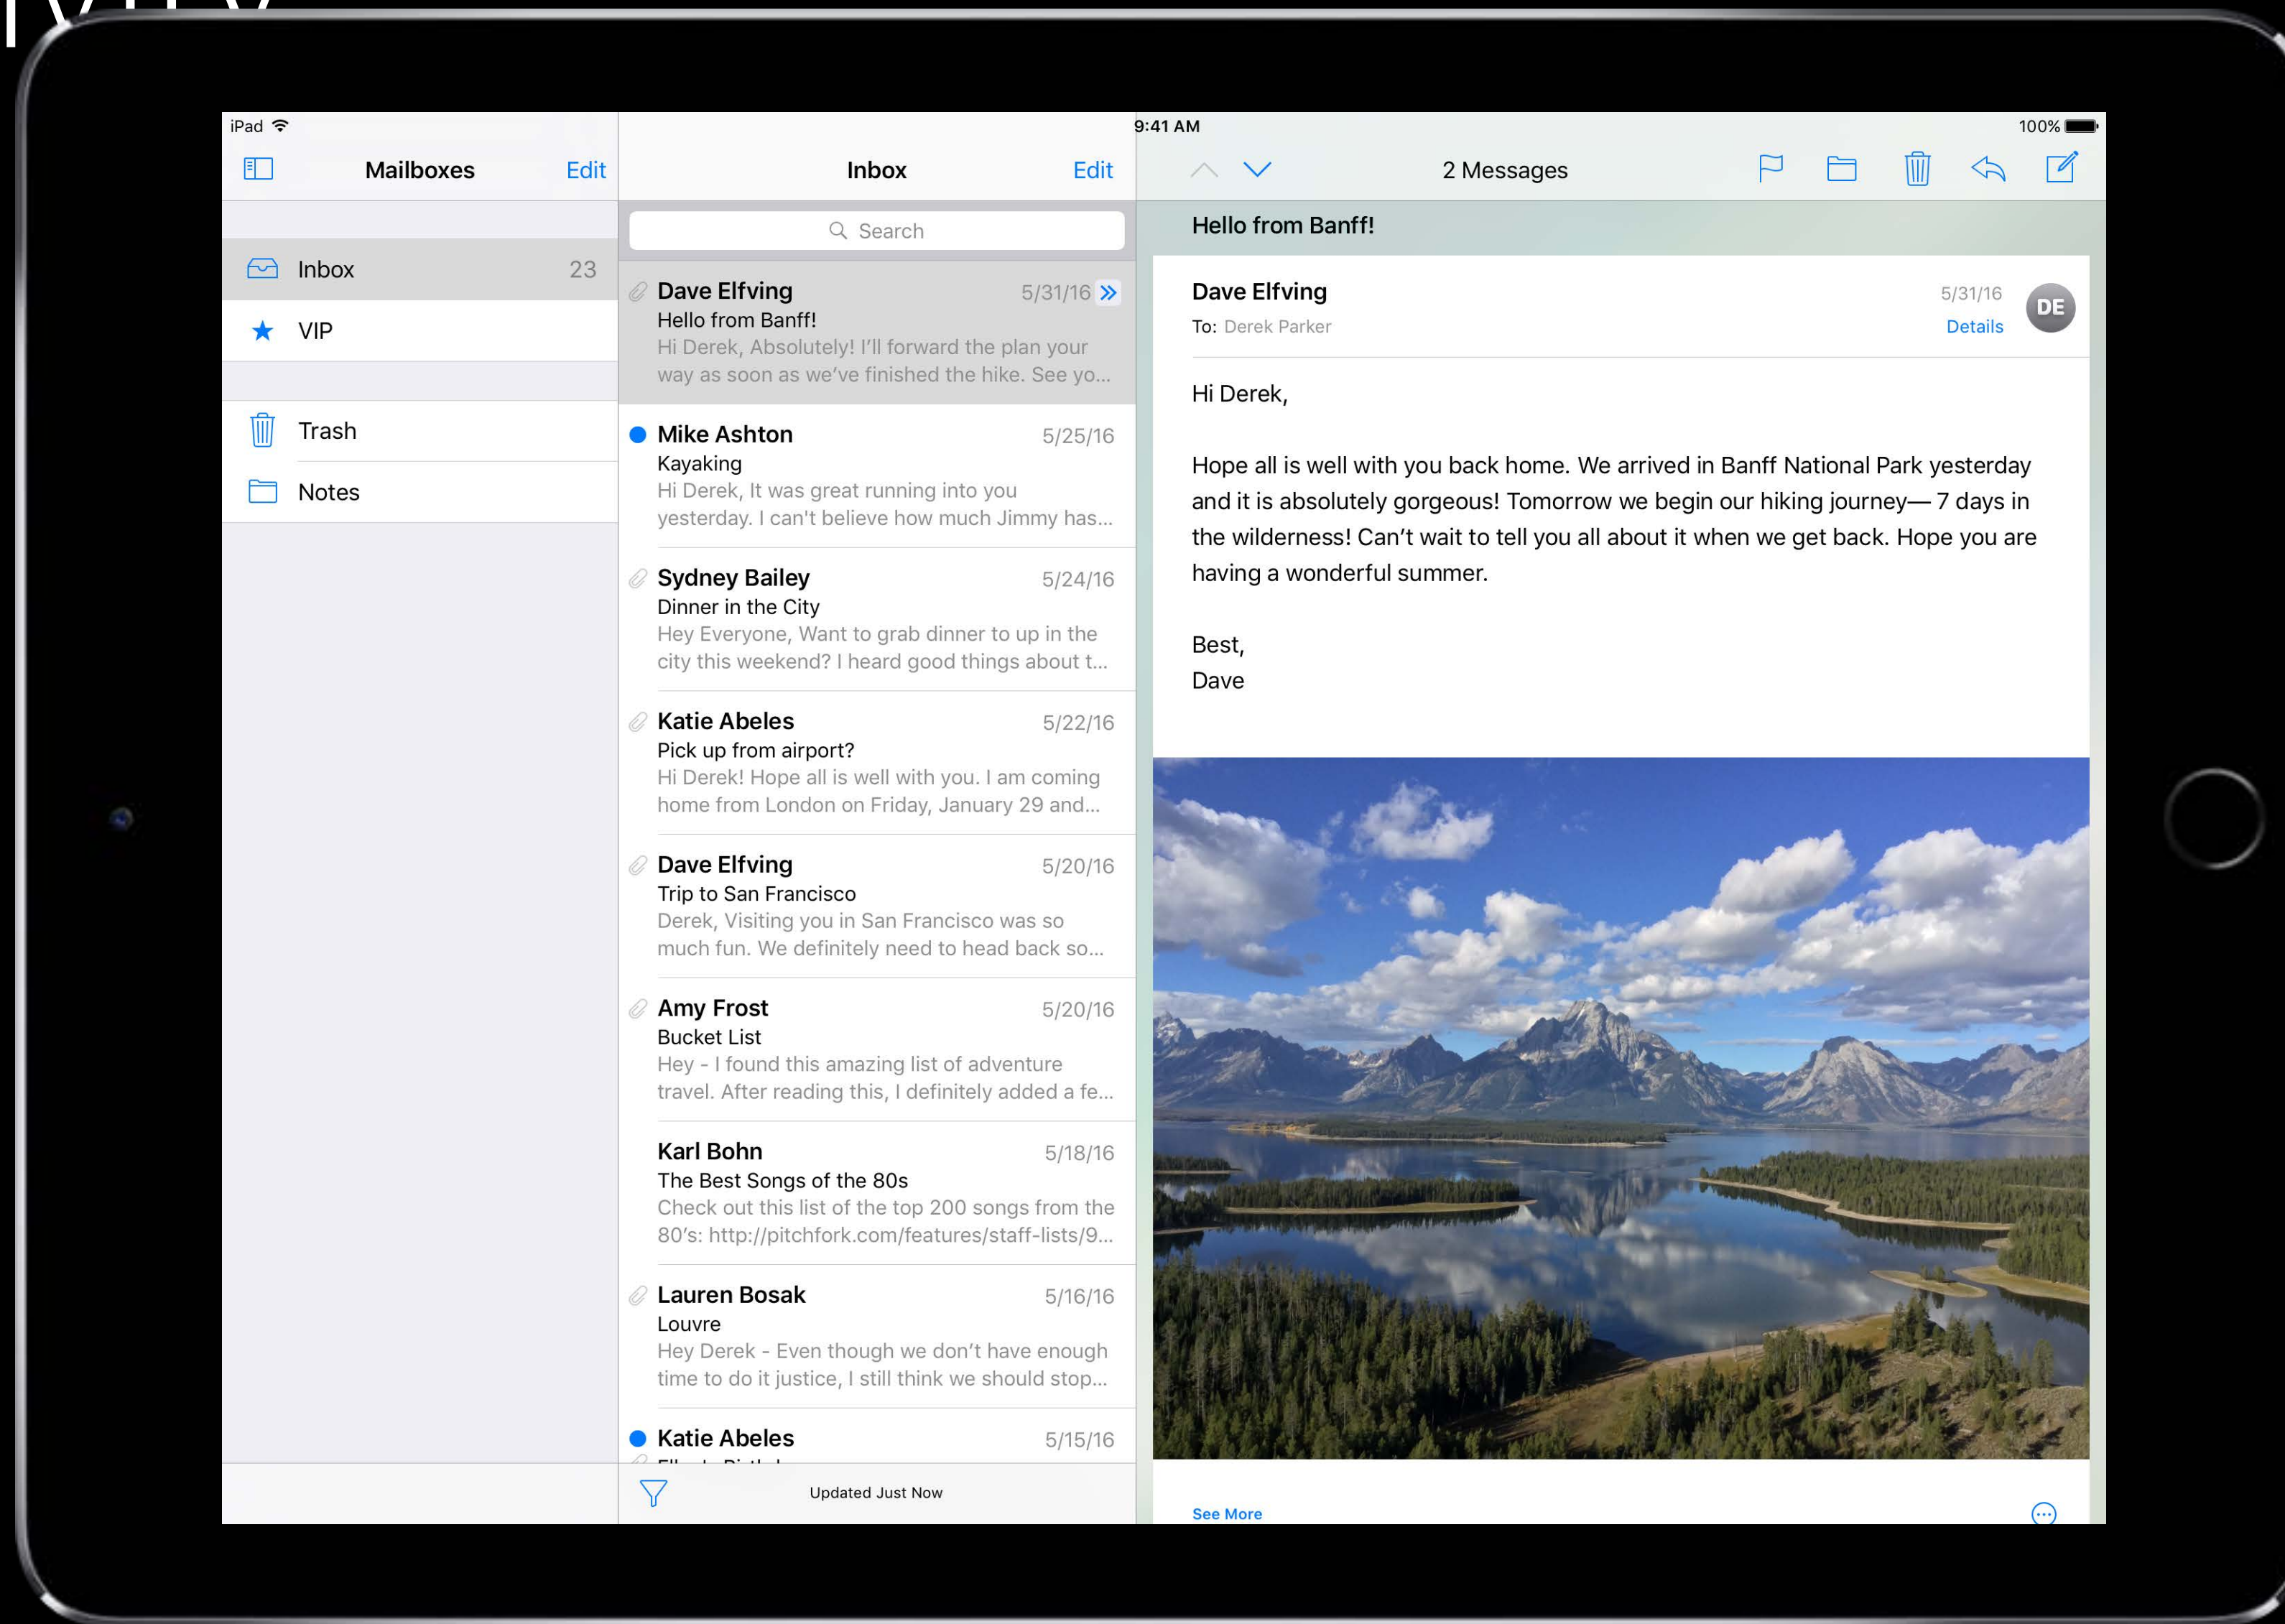 iPad
9:41 AM
100%
Mailboxes
Edit
Inbox 23
VIP
Trash
Notes
Inbox
Edit
Search
Dave Elfving 5/31/16
Hello from Banff!
Hi Derek, Absolutely! I’ll forward the plan your
way as soon as we’ve finished the hike. See yo...
Mike Ashton 5/25/16
Kayaking
Hi Derek, It was great running into you
yesterday. I can't believe how much Jimmy has...
Sydney Bailey 5/24/16
Dinner in the City
Hey Everyone, Want to grab dinner to up in the
city this weekend? I heard good things about t...
Katie Abeles 5/22/16
Pick up from airport?
Hi Derek! Hope all is well with you. I am coming
home from London on Friday, January 29 and...
Dave Elfving 5/20/16
Trip to San Francisco
Derek, Visiting you in San Francisco was so
much fun. We definitely need to head back so...
Amy Frost 5/20/16
Bucket List
Hey - I found this amazing list of adventure
travel. After reading this, I definitely added a fe...
Karl Bohn 5/18/16
The Best Songs of the 80s
Check out this list of the top 200 songs from the
80’s: http://pitchfork.com/features/staff-lists/9...
Lauren Bosak 5/16/16
Louvre
Hey Derek - Even though we don’t have enough
time to do it justice, I still think we should stop...
Katie Abeles 5/15/16
Updated Just Now
2 Messages
Hello from Banff!
Dave Elfving 5/31/16
DE
To: Derek Parker Details
Hi Derek,
Hope all is well with you back home. We arrived in Banff National Park yesterday
and it is absolutely gorgeous! Tomorrow we begin our hiking journey— 7 days in
the wilderness! Can’t wait to tell you all about it when we get back. Hope you are
having a wonderful summer.
Best,
Dave
See More